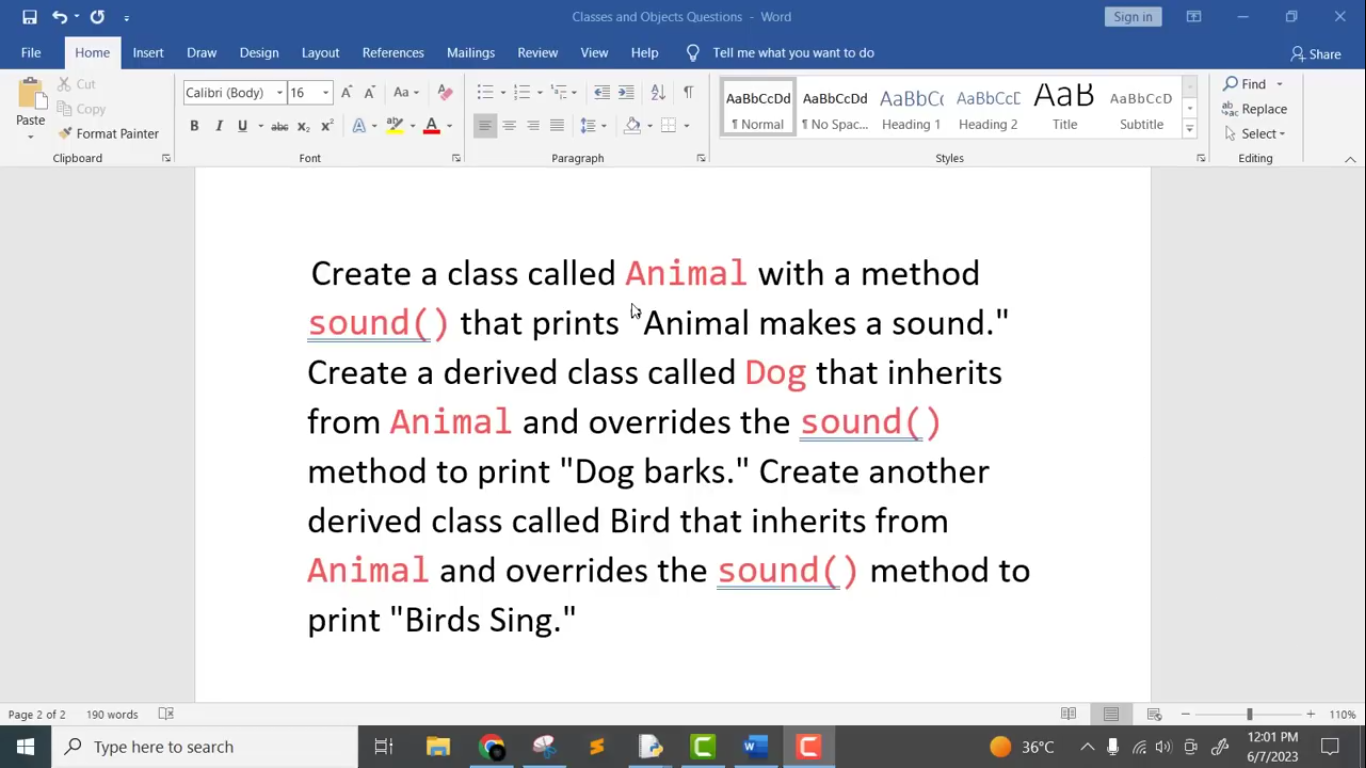 Classes and Objects Questions - Word
Sign in
File Home Insert Draw Design Layout References Mailings Review View Help Tell me what you want to do Share
Paste
Cut
Copy
Format Painter
Clipboard
Calibri (Body) 16
Aa
B I U abc X₂ X² A A
Font
Paragraph
AaBbCcDd AaBbCcDd AaBbCc AaBbCcD AaB AaBbCcD
¶ Normal ¶ No Spac... Heading 1 Heading 2 Title Subtitle
Styles
Find
Replace
Select
Editing
Create a class called Animal with a method
sound() that prints "Animal makes a sound."
Create a derived class called Dog that inherits
from Animal and overrides the sound()
method to print "Dog barks." Create another
derived class called Bird that inherits from
Animal and overrides the sound() method to
print "Birds Sing."
Page 2 of 2 190 words 110%
Type here to search 36°C 12:01 PM
6/7/2023